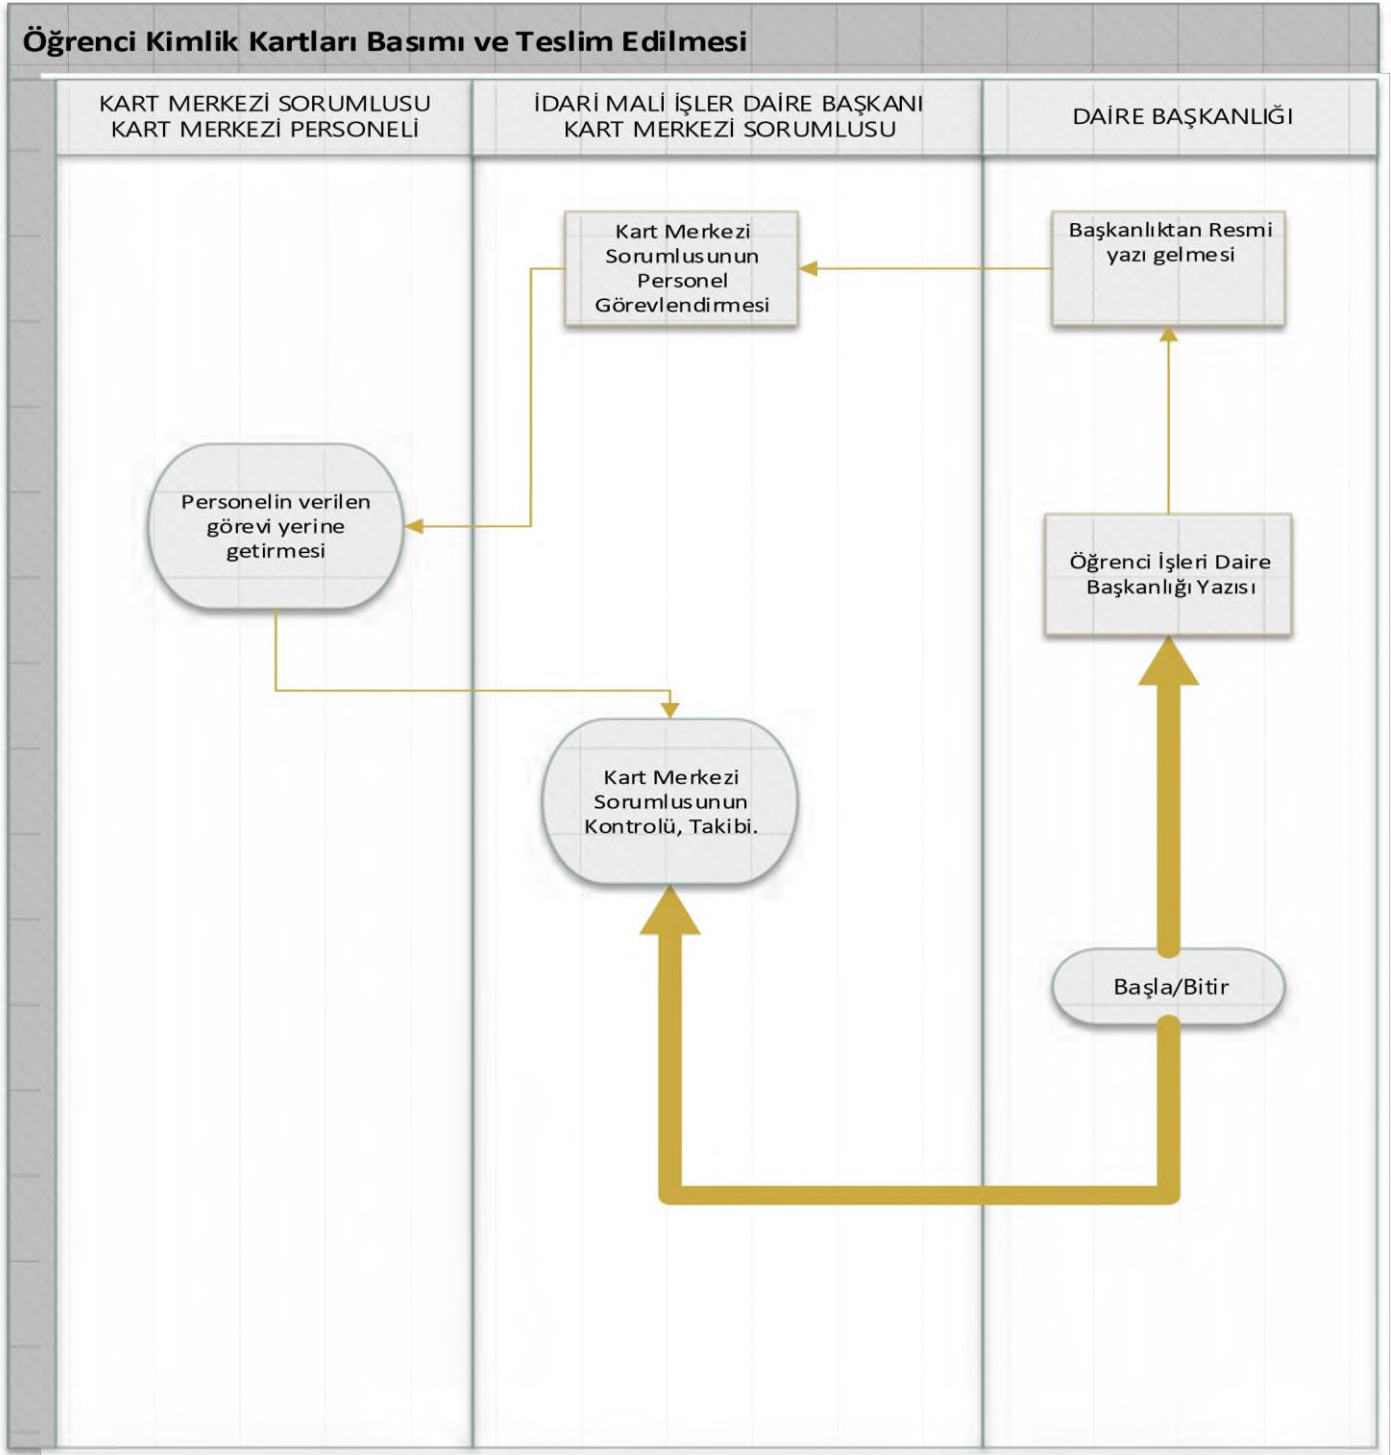 Öğrenci Kimlik Kartları Basımı ve Teslim Edilmesi
KART MERKEZİ SORUMLUSU
KART MERKEZİ PERSONELİ
İDARİ MALİ İŞLER DAİRE BAŞKANI
KART MERKEZİ SORUMLUSU
DAİRE BAŞKANLIĞI
Kart Merkezi
Sorumlusunun
Personel
Görevlendirmesi
Başkanlıktan Resmi
yazı gelmesi
Personelin verilen
görevi yerine
getirmesi
Öğrenci İşleri Daire
Başkanlığı Yazısı
Kart Merkezi
Sorumlusunun
Kontrolü, Takibi.
Başla/Bitir